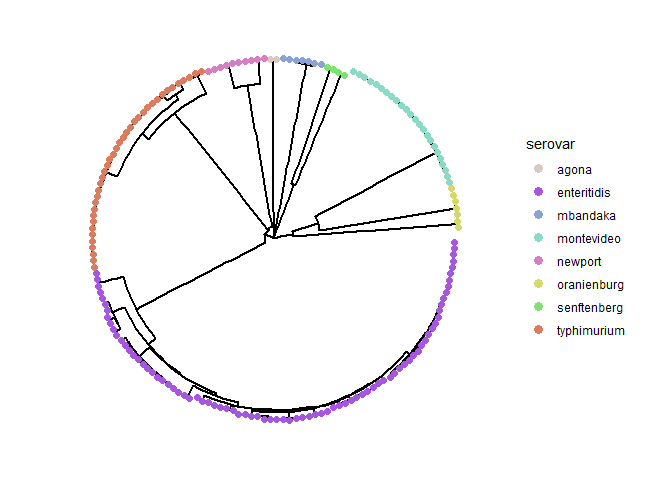 serovar
agona
enteritidis
mbandaka
montevideo
newport
oranienburg
senftenberg
typhimurium